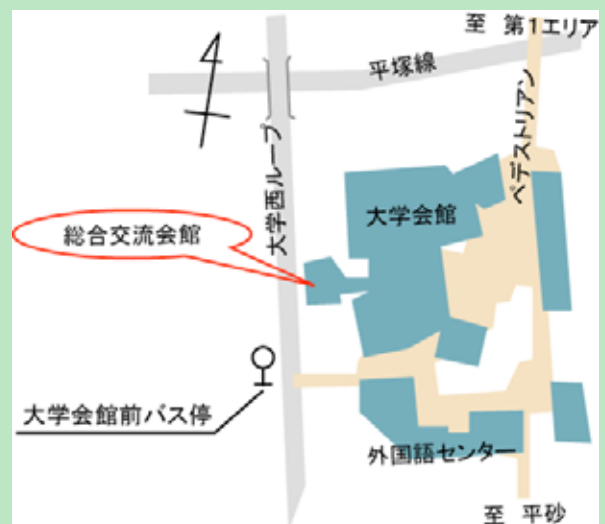 至 第1エリア
平塚線
ペデストリアン
大学西ループ
大学会館
総合交流会館
大学会館前バス停
外国語センター
至 平砂